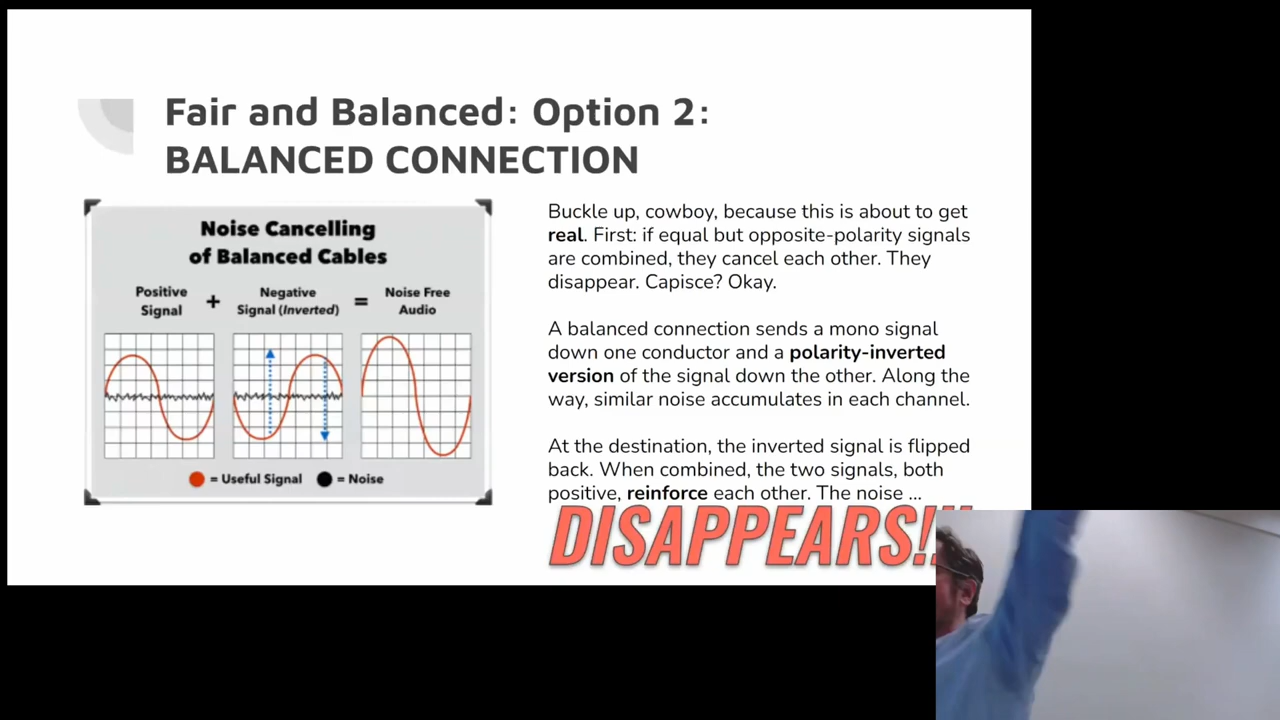 Fair and Balanced: Option 2:
BALANCED CONNECTION
Noise Cancelling
of Balanced Cables
Positive
Signal
+
Negative
Signal (Inverted)
=
Noise Free
Audio
= Useful Signal
= Noise
Buckle up, cowboy, because this is about to get
real. First: if equal but opposite-polarity signals
are combined, they cancel each other. They
disappear. Capisce? Okay.
A balanced connection sends a mono signal
down one conductor and a polarity-inverted
version of the signal down the other. Along the
way, similar noise accumulates in each channel.
At the destination, the inverted signal is flipped
back. When combined, the two signals, both
positive, reinforce each other. The noise ...
DISAPPEARS!!!